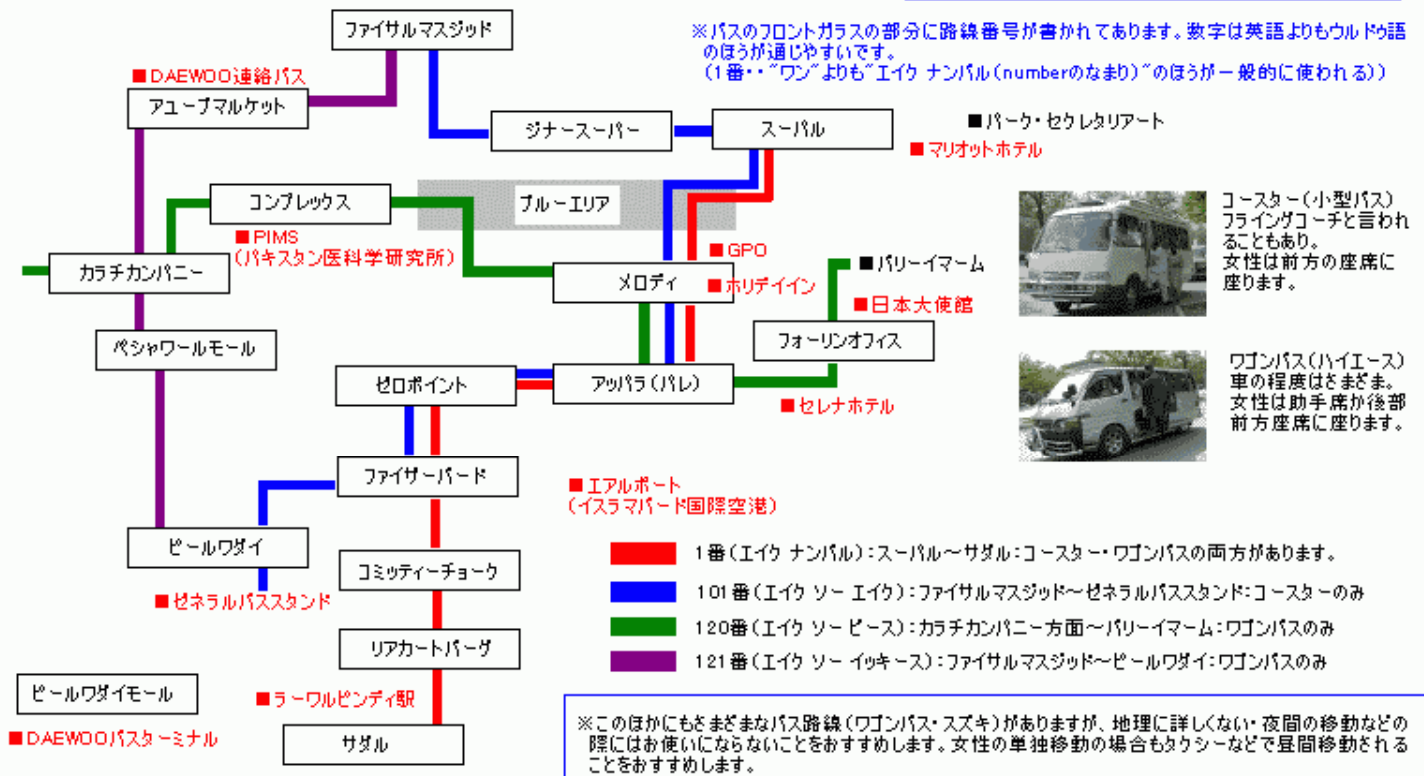 ※バスのフロントガラスの部分に路線番号が書かれてあります。数字は英語よりもウルドゥ語
のほうが通じやすいです。
(1番・・"ワン"よりも"エイク ナンバル(numberのなまり)"のほうが一般的に使われる))
ファイサルマスジッド
■DAEWOO連絡バス
アユーブマルケット
ジナースーパー
スーパル
■パーク・セクレタリアート
■マリオットホテル
コンプレックス
ブルーエリア
■PIMS
(パキスタン医科学研究所)
■GPO
カラチカンパニー
メロディ
■ホリデイイン
■バリーイマーム
■日本大使館
コースター(小型バス)
フライングコーチと言われ
ることもあり。
女性は前方の座席に
座ります。
ペシャワールモール
フォーリンオフィス
ゼロポイント
アッパラ(パレ)
■セレナホテル
ワゴンバス(ハイエース)
車の程度はさまざま。
女性は助手席か後部
前方座席に座ります。
ファイザーバード
■エアルポート
(イスラマバード国際空港)
ピールワダイ
コミッティーチョーク
■ゼネラルバススタンド
リアカートバーグ
1番(エイク ナンバル):スーパル~サダル:コースター・ワゴンバスの両方があります。
101番(エイク ソー エイク):ファイサルマスジッド~ゼネラルバススタンド:コースターのみ
120番(エイク ソー ビース):カラチカンパニー方面~バリーイマーム:ワゴンバスのみ
121番(エイク ソー イッキース):ファイサルマスジッド~ピールワダイ:ワゴンバスのみ
ピールワダイモール
■DAEWOOバスターミナル
■ラーワルピンディ駅
サダル
※このほかにもさまざまなバス路線(ワゴンバス・スズキ)がありますが、地理に詳しくない・夜間の移動などの
際にはお使いにならないことをおすすめします。女性の単独移動の場合もタクシーなどで昼間移動される
ことをおすすめします。